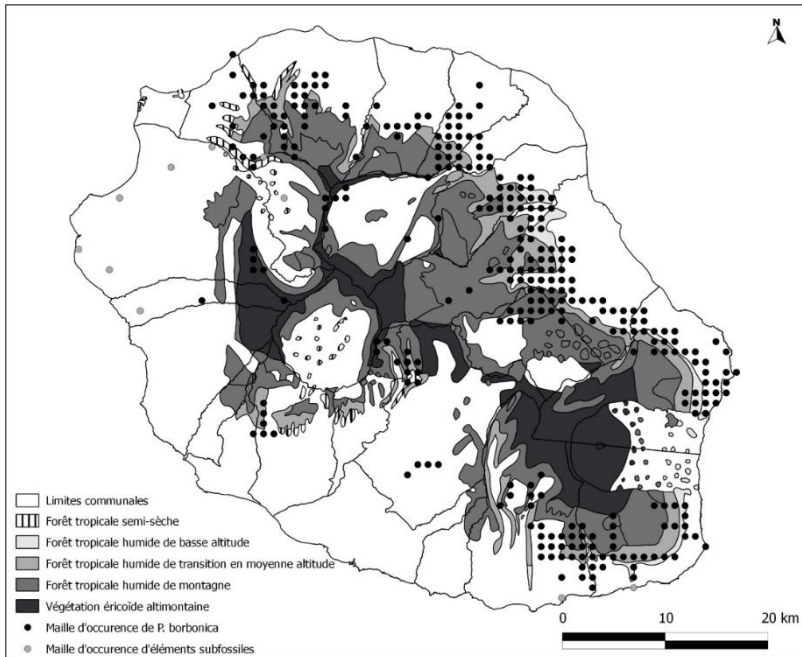 N
Limites communales
Forêt tropicale semi-sèche
Forêt tropicale humide de basse altitude
Forêt tropicale humide de transition en moyenne altitude
Forêt tropicale humide de montagne
Végétation éricoïde altimontaine
Maille d'occurence de P. borbonica
Maille d'occurence d'éléments subfossiles
0 10 20 km